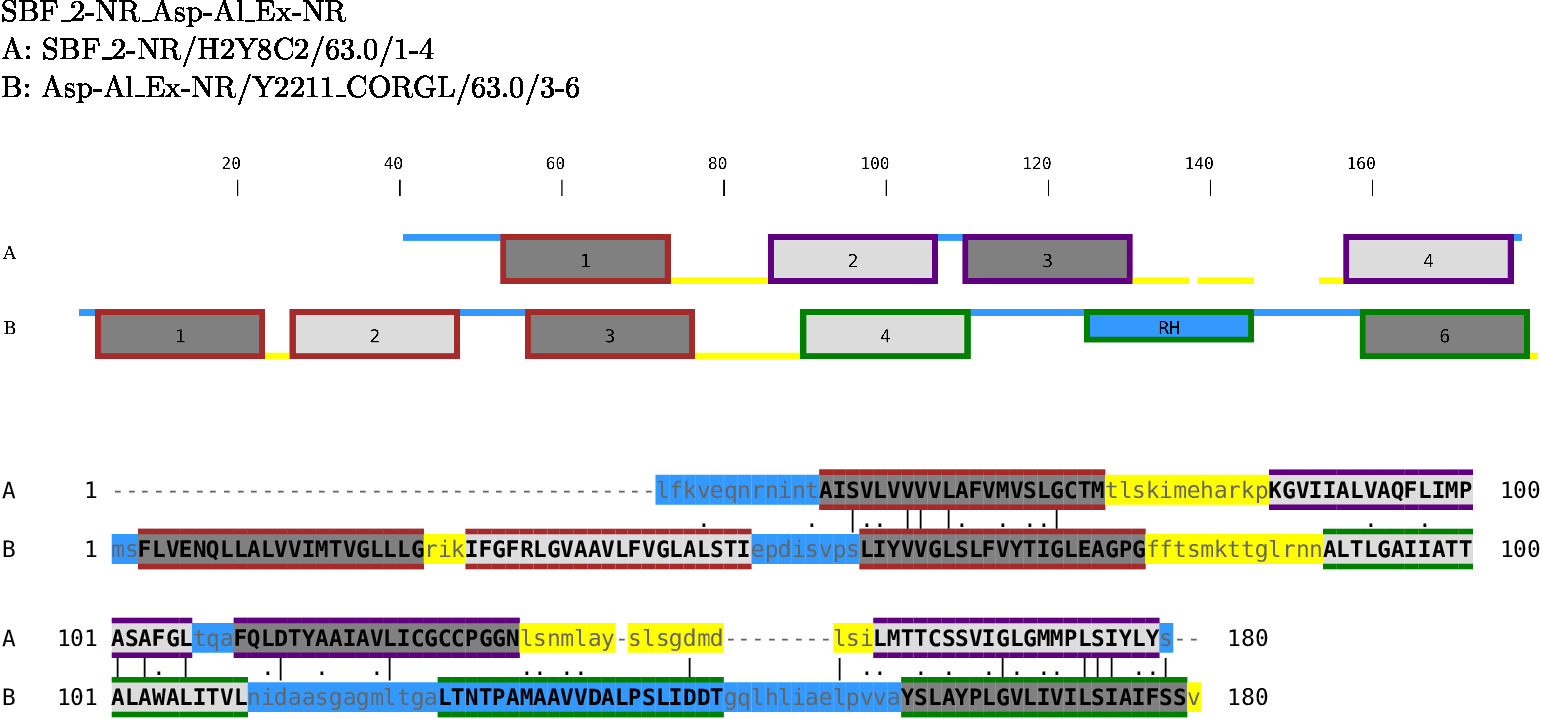 SBF_2-NR_Asp-Al_Ex-NR
A: SBF_2-NR/H2Y8C2/63.0/1-4
B: Asp-Al_Ex-NR/Y2211_CORGL/63.0/3-6
20 40 60 80 100 120 140 160
A 1 2 3 4
B 1 2 3 4 RH 6
A 1 ----------------------------------------lfkveqnrnintAISVLVVVVLAFVMVSLGCTMtlskimeharkpKGVIIALVAQFLIMP 100
B 1 msFLVENQLLALVVIMTVGLLLGrikIFGFRLGVAAVLFVGLALSTIepdisvpsLIYVVGLSLFVYTIGLEAGPGfftsmkttglrnnALTLGAIIATT 100
A 101 ASAFGLtqaFQLDTYAAIAVLICGCCPGGNlsnmlay-slsgdmd--------lsiLMTTCSSVIGLGMMPLSIYLYs-- 180
B 101 ALAWALITVLnidaasgagmltgaLTNTPAMAAVVDALPSLIDDTgqlhliaelpvvaYSLAYPLGVLIVILSIAIFSSv 180